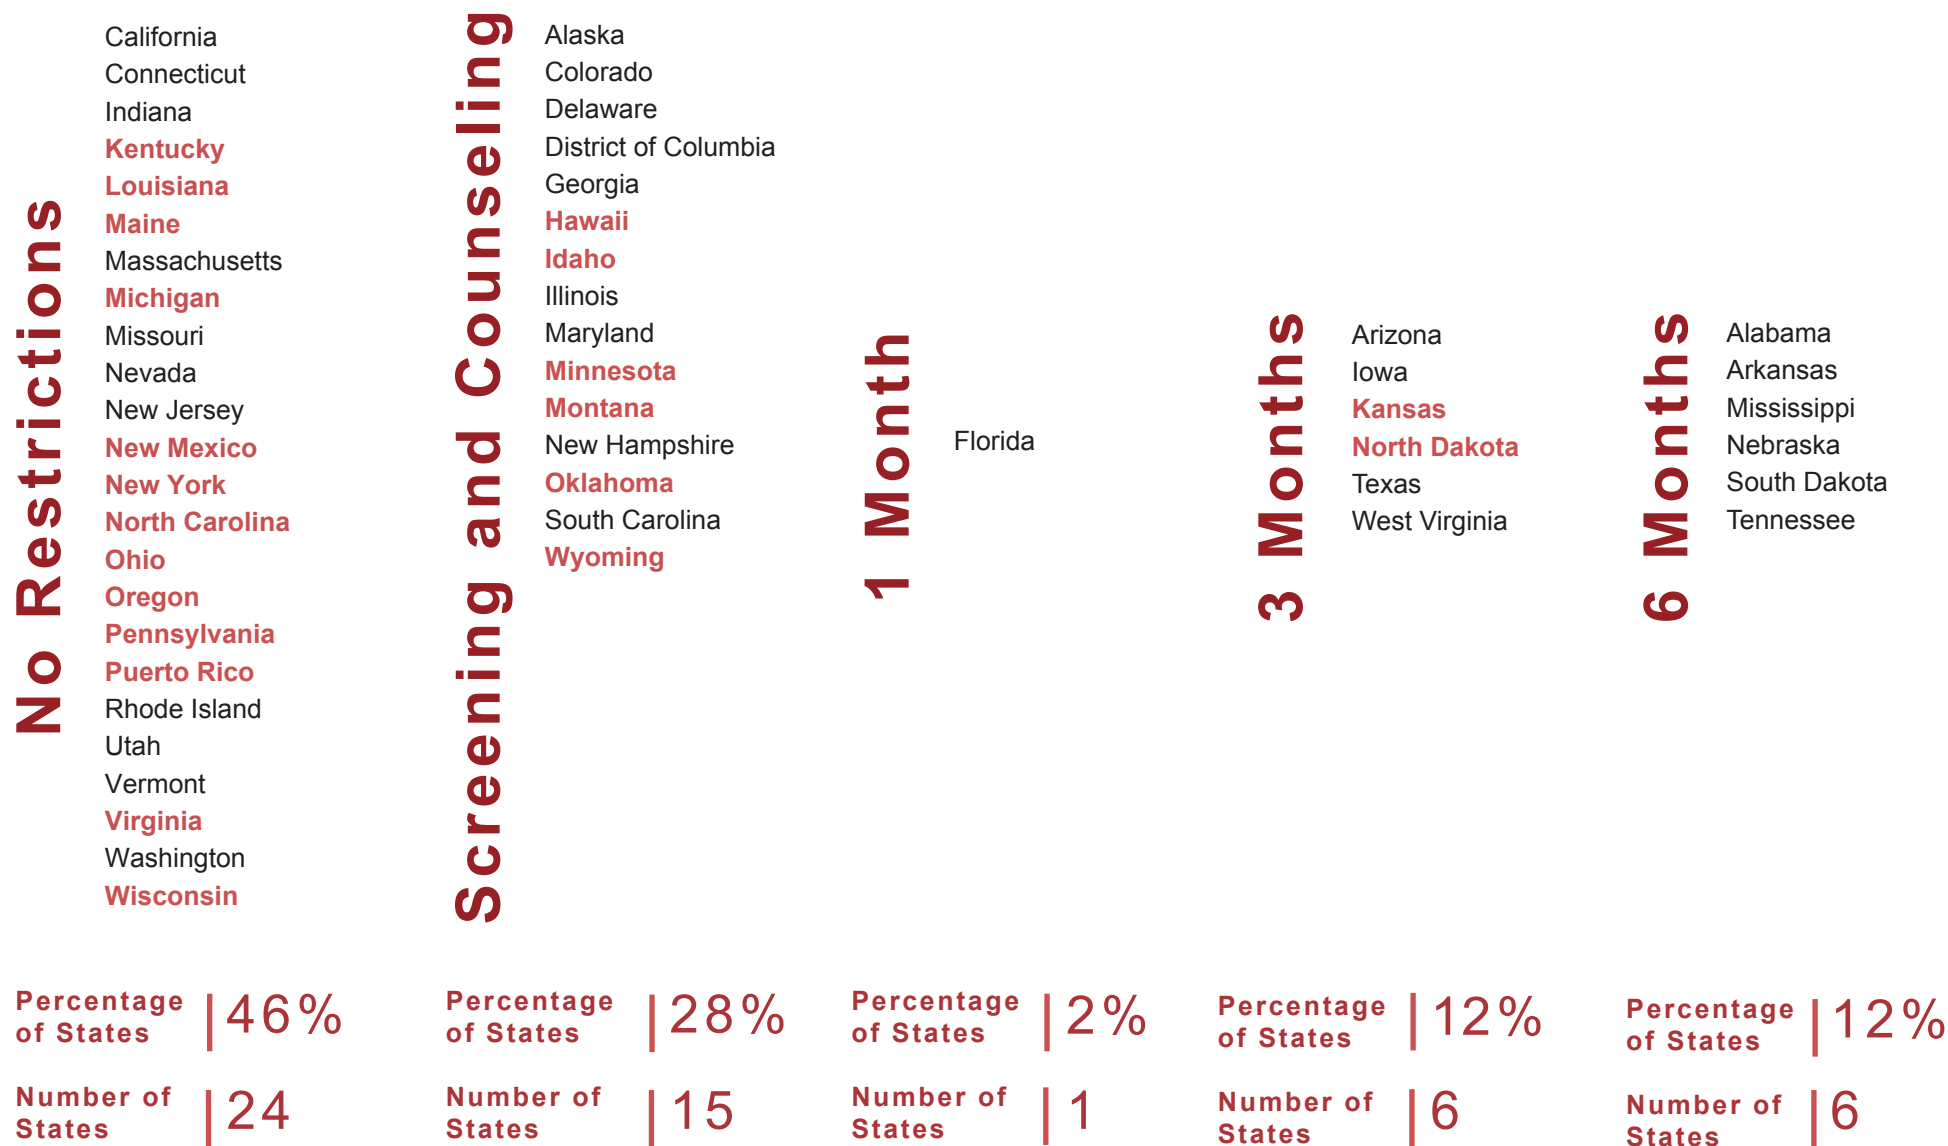 No Restrictions
California
Connecticut
Indiana
Kentucky
Louisiana
Maine
Massachusetts
Michigan
Missouri
Nevada
New Jersey
New Mexico
New York
North Carolina
Ohio
Oregon
Pennsylvania
Puerto Rico
Rhode Island
Utah
Vermont
Virginia
Washington
Wisconsin
Percentage
of States
46%
Number of
States
24
Screening and Counseling
Alaska
Colorado
Delaware
District of Columbia
Georgia
Hawaii
Idaho
Illinois
Maryland
Minnesota
Montana
New Hampshire
Oklahoma
South Carolina
Wyoming
Percentage
of States
28%
Number of
States
15
1 Month
Florida
Percentage
of States
2%
Number of
States
1
3 Months
Arizona
Iowa
Kansas
North Dakota
Texas
West Virginia
Percentage
of States
12%
Number of
States
6
6 Months
Alabama
Arkansas
Mississippi
Nebraska
South Dakota
Tennessee
Percentage
of States
12%
Number of
States
6